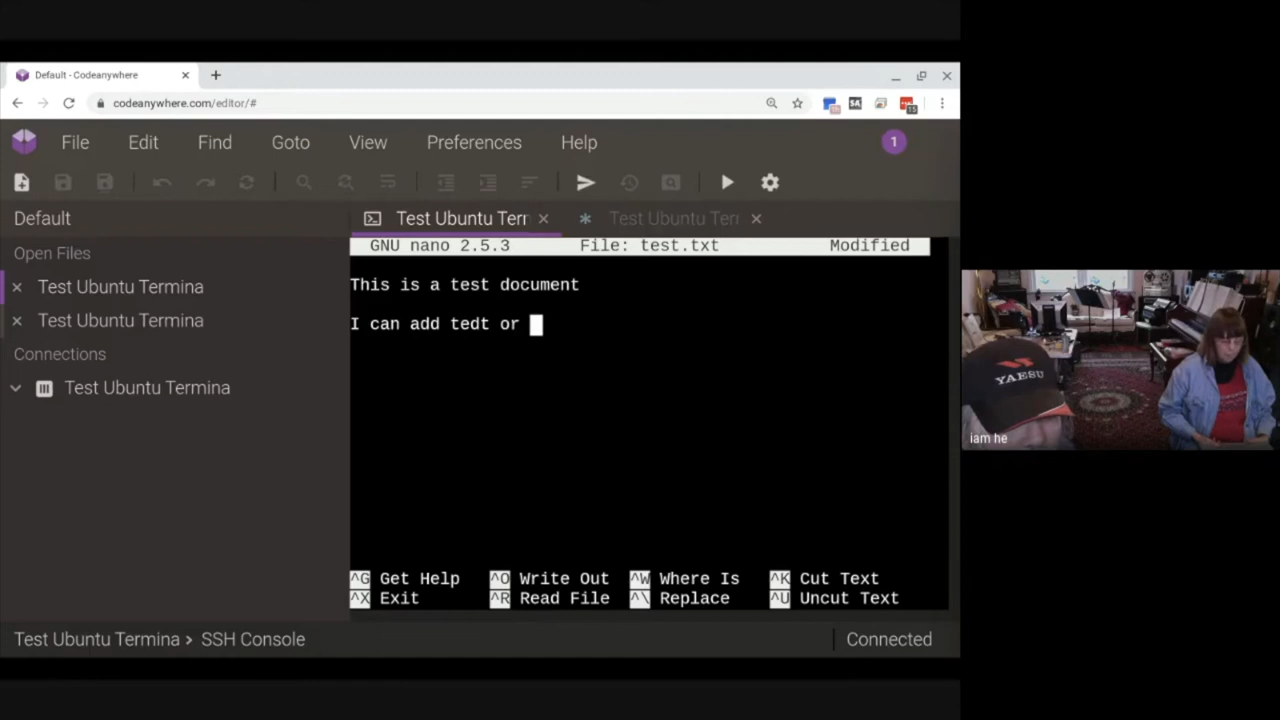 Default - Codeanywhere
codeanywhere.com/editor/#
File Edit Find Goto View Preferences Help 1
Default
Test Ubuntu Terr
Test Ubuntu Terr
Open Files
GNU nano 2.5.3 File: test.txt Modified
This is a test document
Test Ubuntu Termina
Test Ubuntu Termina
I can add tedt or
Connections
Test Ubuntu Termina
YAESU
iam he
^G Get Help ^O Write Out ^W Where Is ^K Cut Text
^X Exit ^R Read File ^\ Replace ^U Uncut Text
Test Ubuntu Termina > SSH Console
Connected